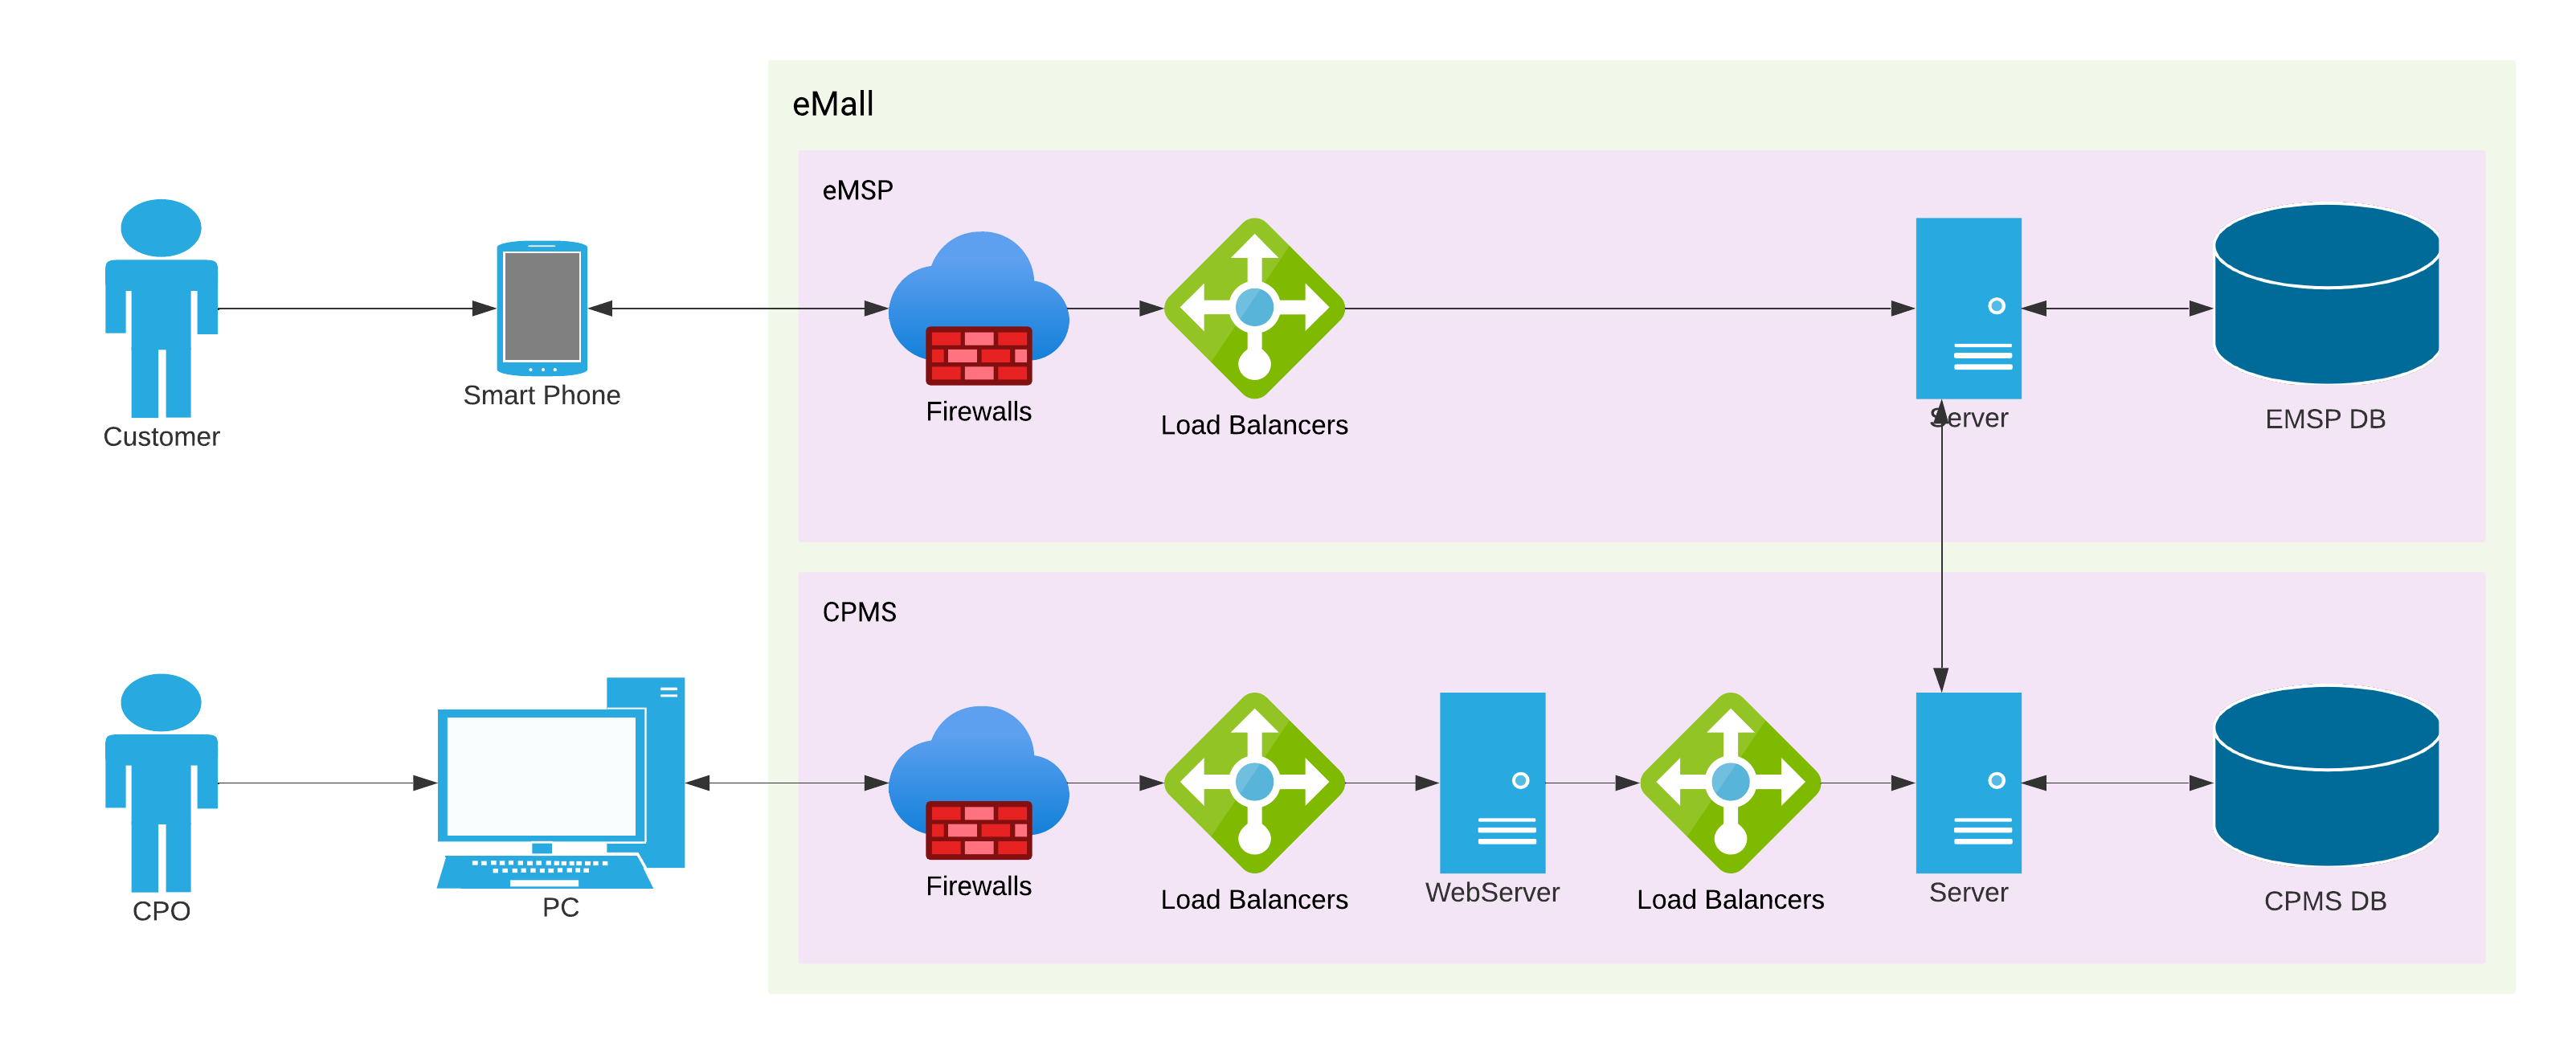 eMall
eMSP
Customer
Smart Phone
Firewalls
Load Balancers
Server
EMSP DB
CPMS
CPO
PC
Firewalls
Load Balancers
WebServer
Load Balancers
Server
CPMS DB